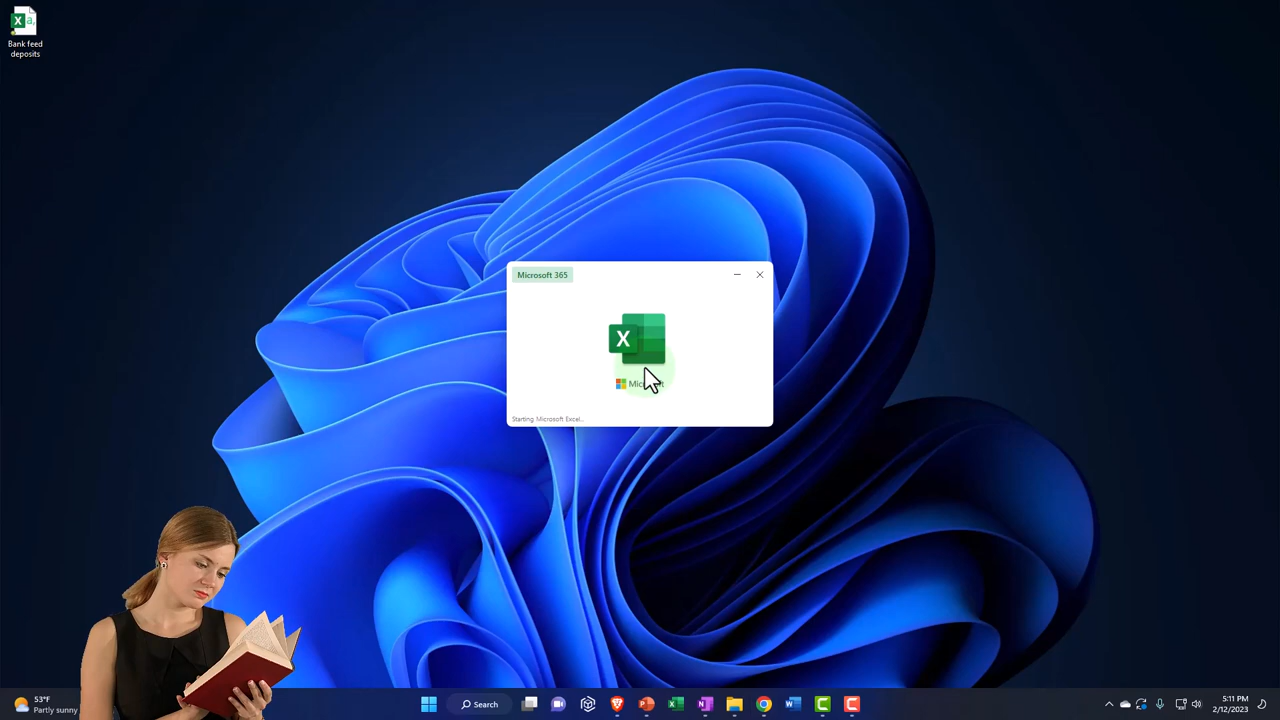 Bank feed
deposits
Microsoft 365
X
Starting Microsoft Excel...
53°F
Partly sunny
Search
5:11 PM
2/12/2023